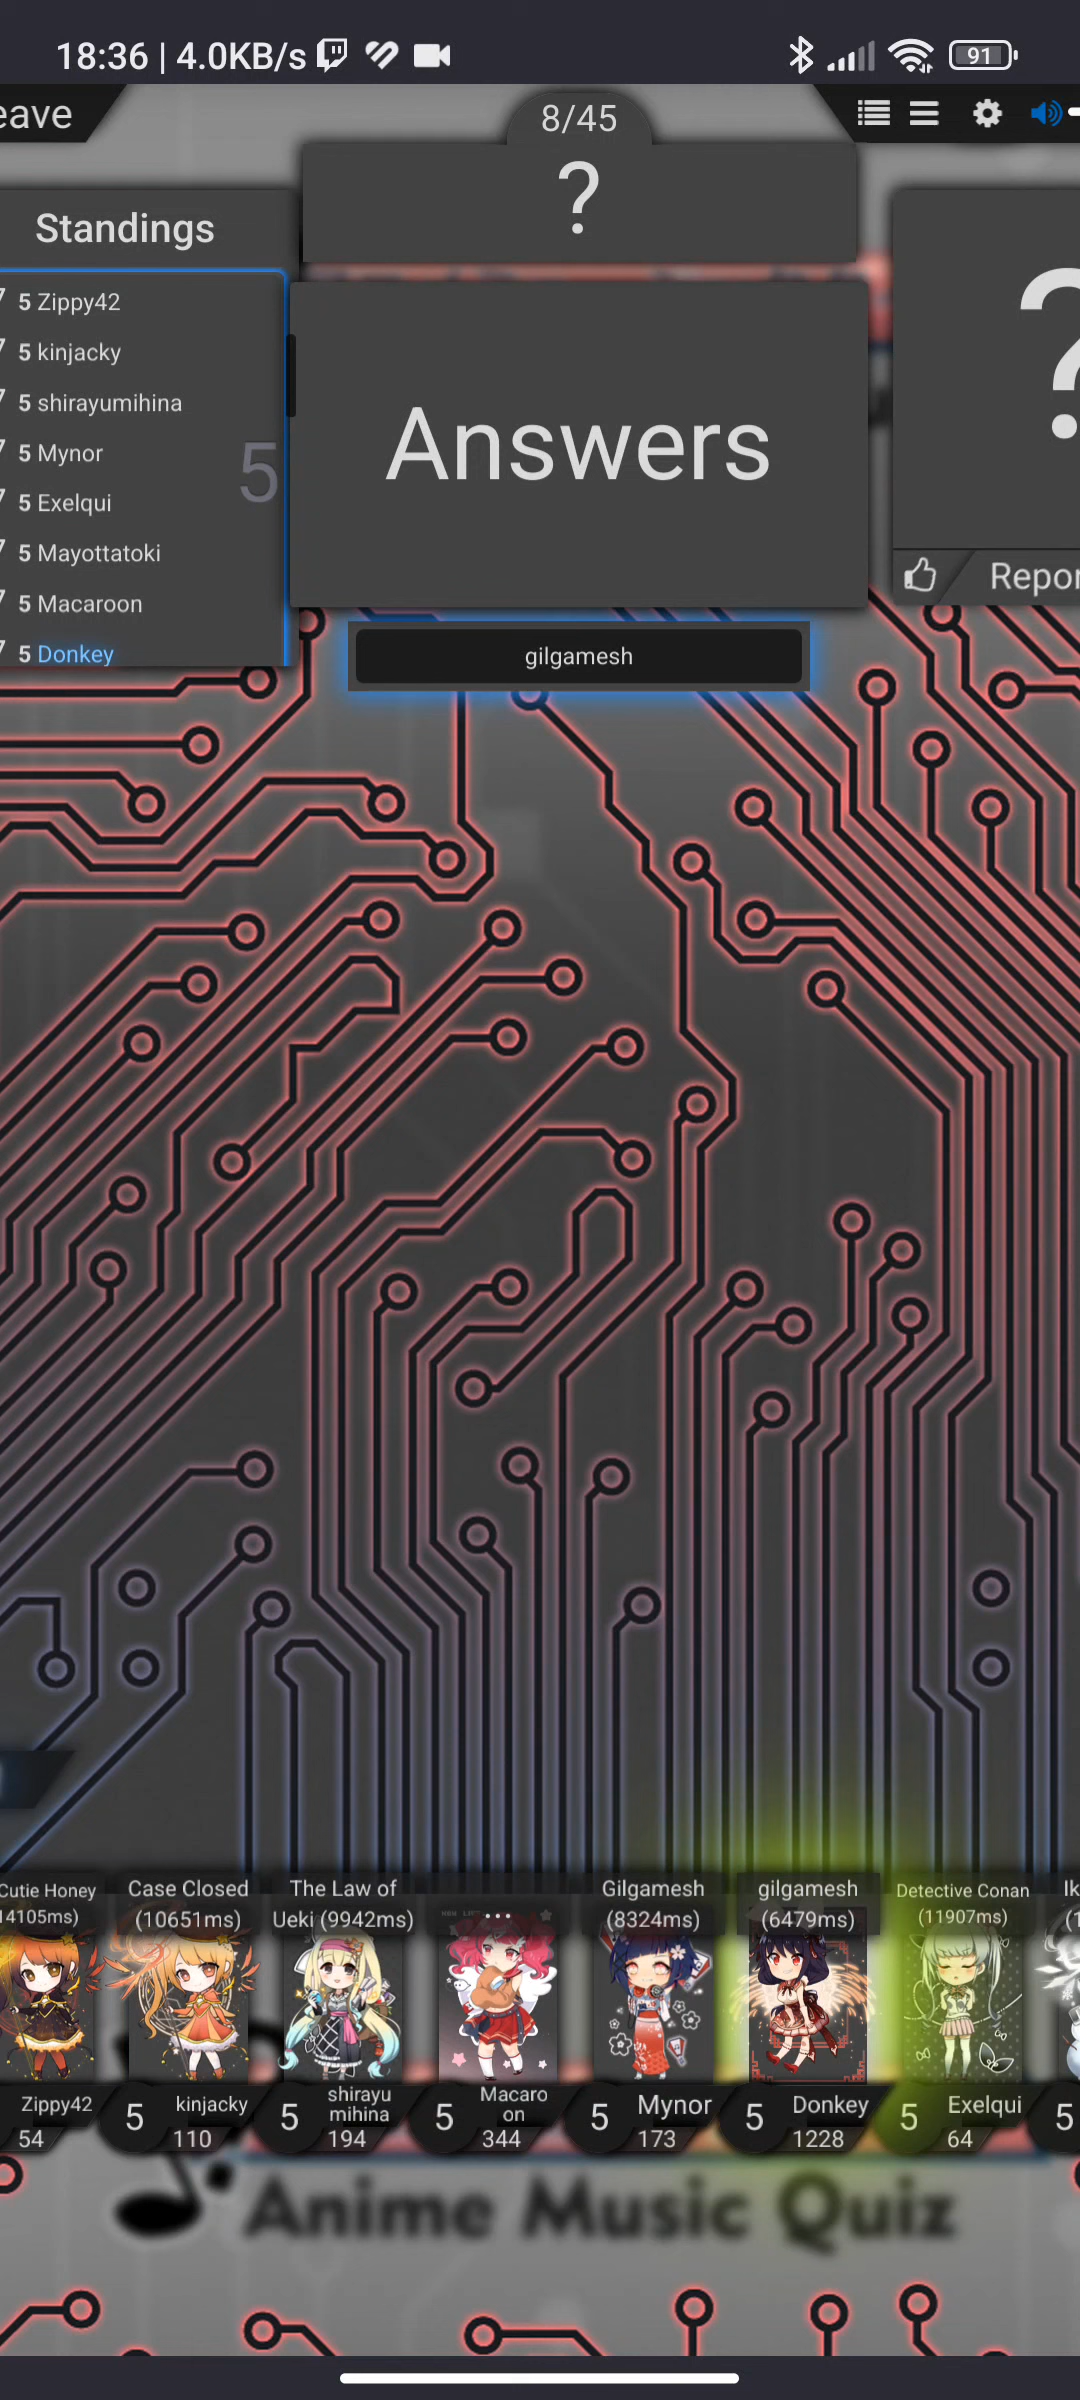 18:36 | 4.0KB/s
91
eave
8/45
?
Standings
5 Zippy42
5 kinjacky
5 shirayumihina
5 Mynor
5 Exelqui
5 Mayottatoki
5 Macaroon
5 Donkey
5
Answers
?
Repor
gilgamesh
Cutie Honey
14105ms)
Case Closed
(10651ms)
The Law of
Ueki (9942ms)
...
Gilgamesh
(8324ms)
gilgamesh
(6479ms)
Detective Conan
(11907ms)
Ik
(1
Zippy42
54
5 kinjacky
110
5 shirayu
mihina
194
5 Macaro
on
344
5 Mynor
173
5 Donkey
1228
5 Exelqui
64
5
Anime Music Quiz